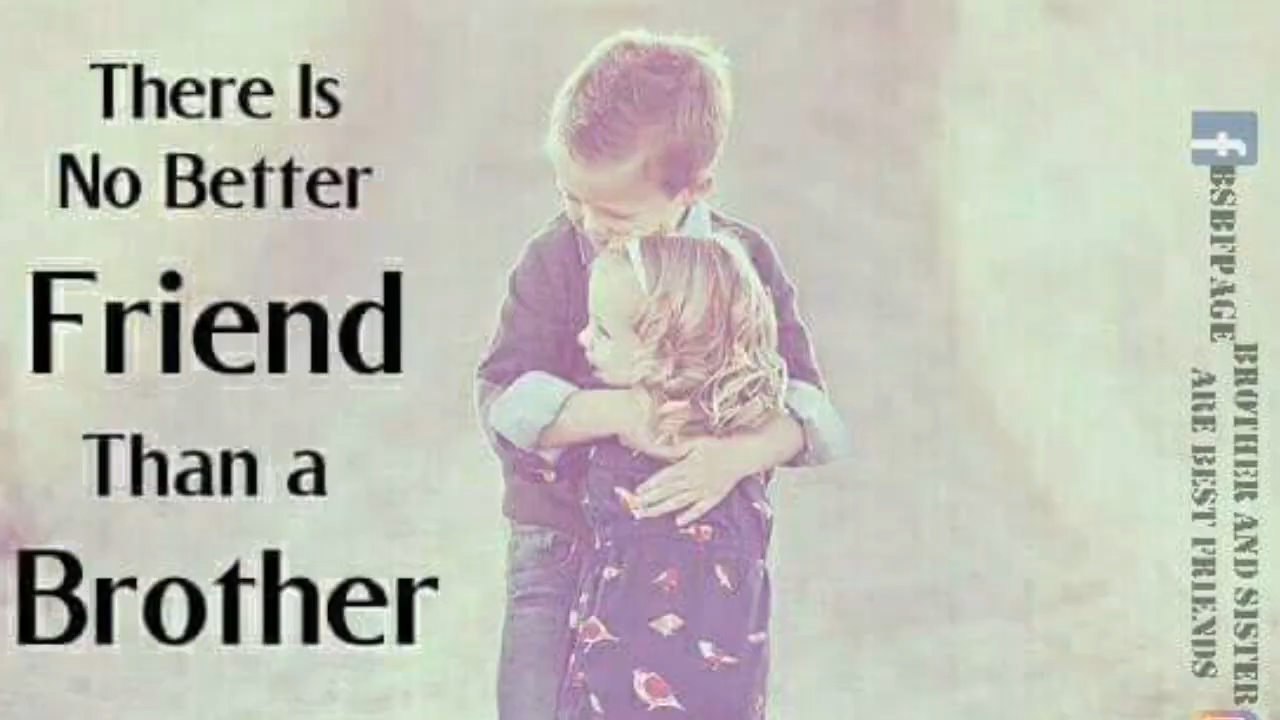 There Is
No Better
Friend
Than a
Brother
f
BSBFPAGE
BROTHER AND SISTER
ARE BEST FRIENDS